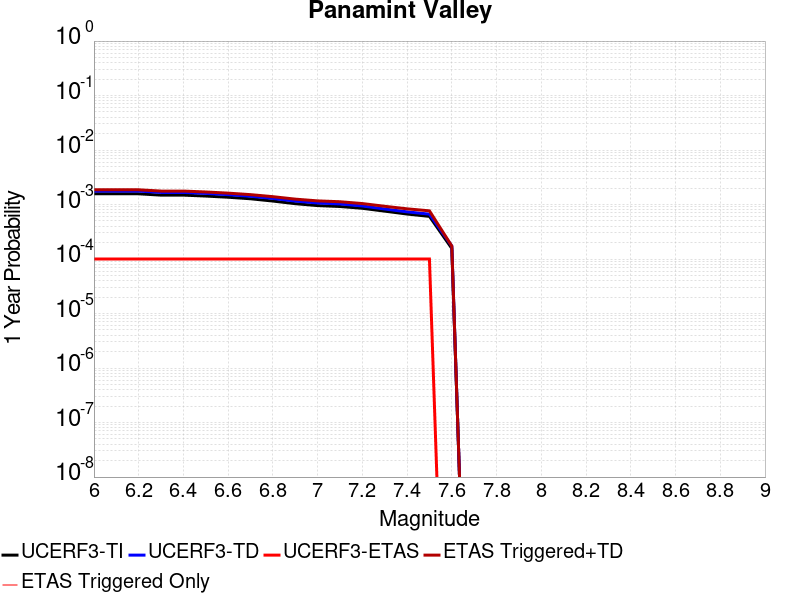 Panamint Valley
10^0
10^-1
10^-2
10^-3
10^-4
10^-5
10^-6
10^-7
10^-8
1 Year Probability
6 6.2 6.4 6.6 6.8 7 7.2 7.4 7.6 7.8 8 8.2 8.4 8.6 8.8 9
Magnitude
UCERF3-TI UCERF3-TD UCERF3-ETAS ETAS Triggered+TD
ETAS Triggered Only